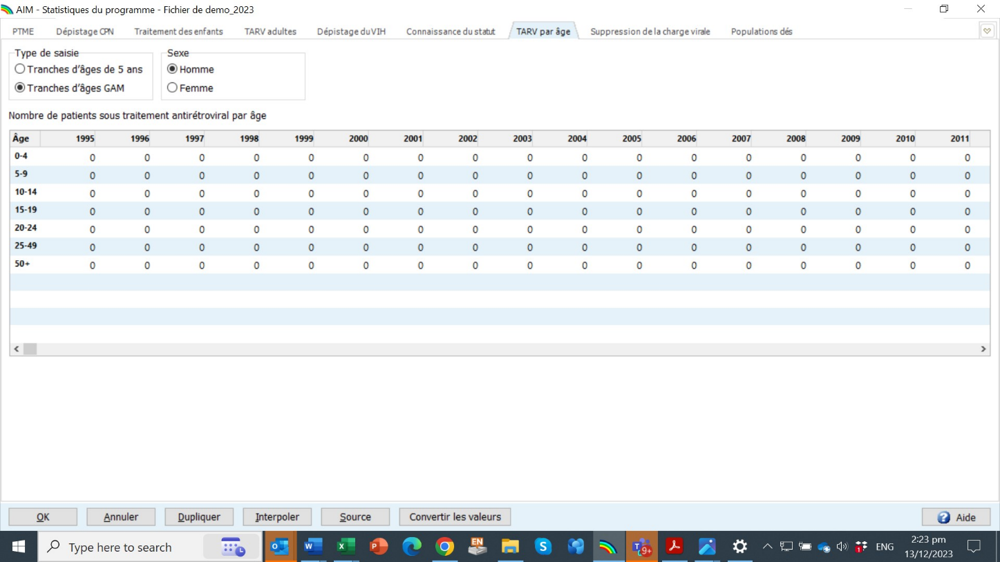 AIM - Statistiques du programme - Fichier de demo_2023
PTME Dépistage CPN Traitement des enfants TARV adultes Dépistage du VIH Connaissance du statut TARV par âge Suppression de la charge virale Populations dés
Type de saisie Sexe
Tranches d'âges de 5 ans Homme
Tranches d'âges GAM Femme
Nombre de patients sous traitement antirétroviral par âge
Âge 1995 1996 1997 1998 1999 2000 2001 2002 2003 2004 2005 2006 2007 2008 2009 2010 2011
0-4 0 0 0 0 0 0 0 0 0 0 0 0 0 0 0 0 0
5-9 0 0 0 0 0 0 0 0 0 0 0 0 0 0 0 0 0
10-14 0 0 0 0 0 0 0 0 0 0 0 0 0 0 0 0 0
15-19 0 0 0 0 0 0 0 0 0 0 0 0 0 0 0 0 0
20-24 0 0 0 0 0 0 0 0 0 0 0 0 0 0 0 0 0
25-49 0 0 0 0 0 0 0 0 0 0 0 0 0 0 0 0 0
50+ 0 0 0 0 0 0 0 0 0 0 0 0 0 0 0 0 0
OK Annuler Dupliquer Interpoler Source Convertir les valeurs Aide
Type here to search EN 9+ 1 ENG 2:23 pm
13/12/2023